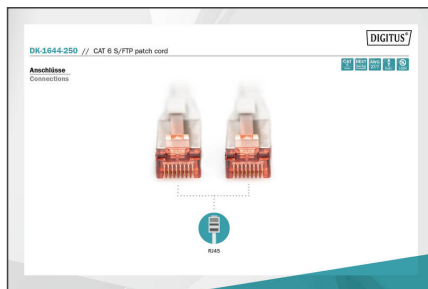 DIGITUS®
DK-1644-250 // CAT 6 S/FTP patch cord
Anschlüsse
Connections
RJ45